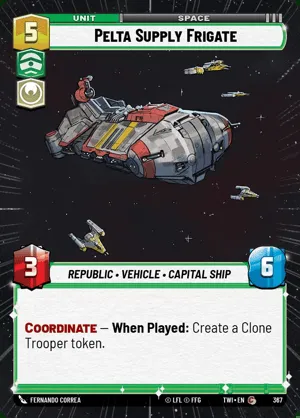 UNIT
SPACE
5
PELTA SUPPLY FRIGATE
3
6
REPUBLIC • VEHICLE • CAPITAL SHIP
COORDINATE – When Played: Create a Clone
Trooper token.
FERNANDO CORREA
© LFL © FFG
TWI • EN
C
367